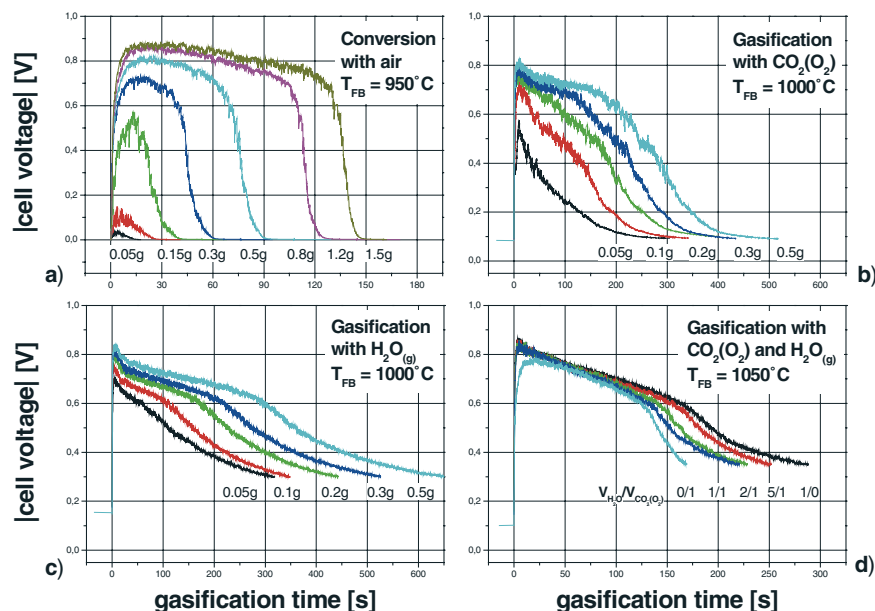 |cell voltage| [V]
1,0
0,8
0,6
0,4
0,2
0,0
Conversion
with air
T_FB = 950°C
0.05g 0.15g 0.3g 0.5g 0.8g 1.2g 1.5g
0 30 60 90 120 150 180
a)
1,0
0,8
0,6
0,4
0,2
0,0
Gasification
with CO₂(O₂)
T_FB = 1000°C
0.05g 0.1g 0.2g 0.3g 0.5g
0 100 200 300 400 500 600
b)
|cell voltage| [V]
1,0
0,8
0,6
0,4
0,2
0,0
Gasification
with H₂O(g)
T_FB = 1000°C
0.05g 0.1g 0.2g 0.3g 0.5g
0 100 200 300 400 500 600
c)
gasification time [s]
1,0
0,8
0,6
0,4
0,2
0,0
Gasification with
CO₂(O₂) and H₂O(g)
T_FB = 1050°C
V_H₂O/V_CO₂(O₂) 0/1 1/1 2/1 5/1 1/0
0 50 100 150 200 250 300
d)
gasification time [s]